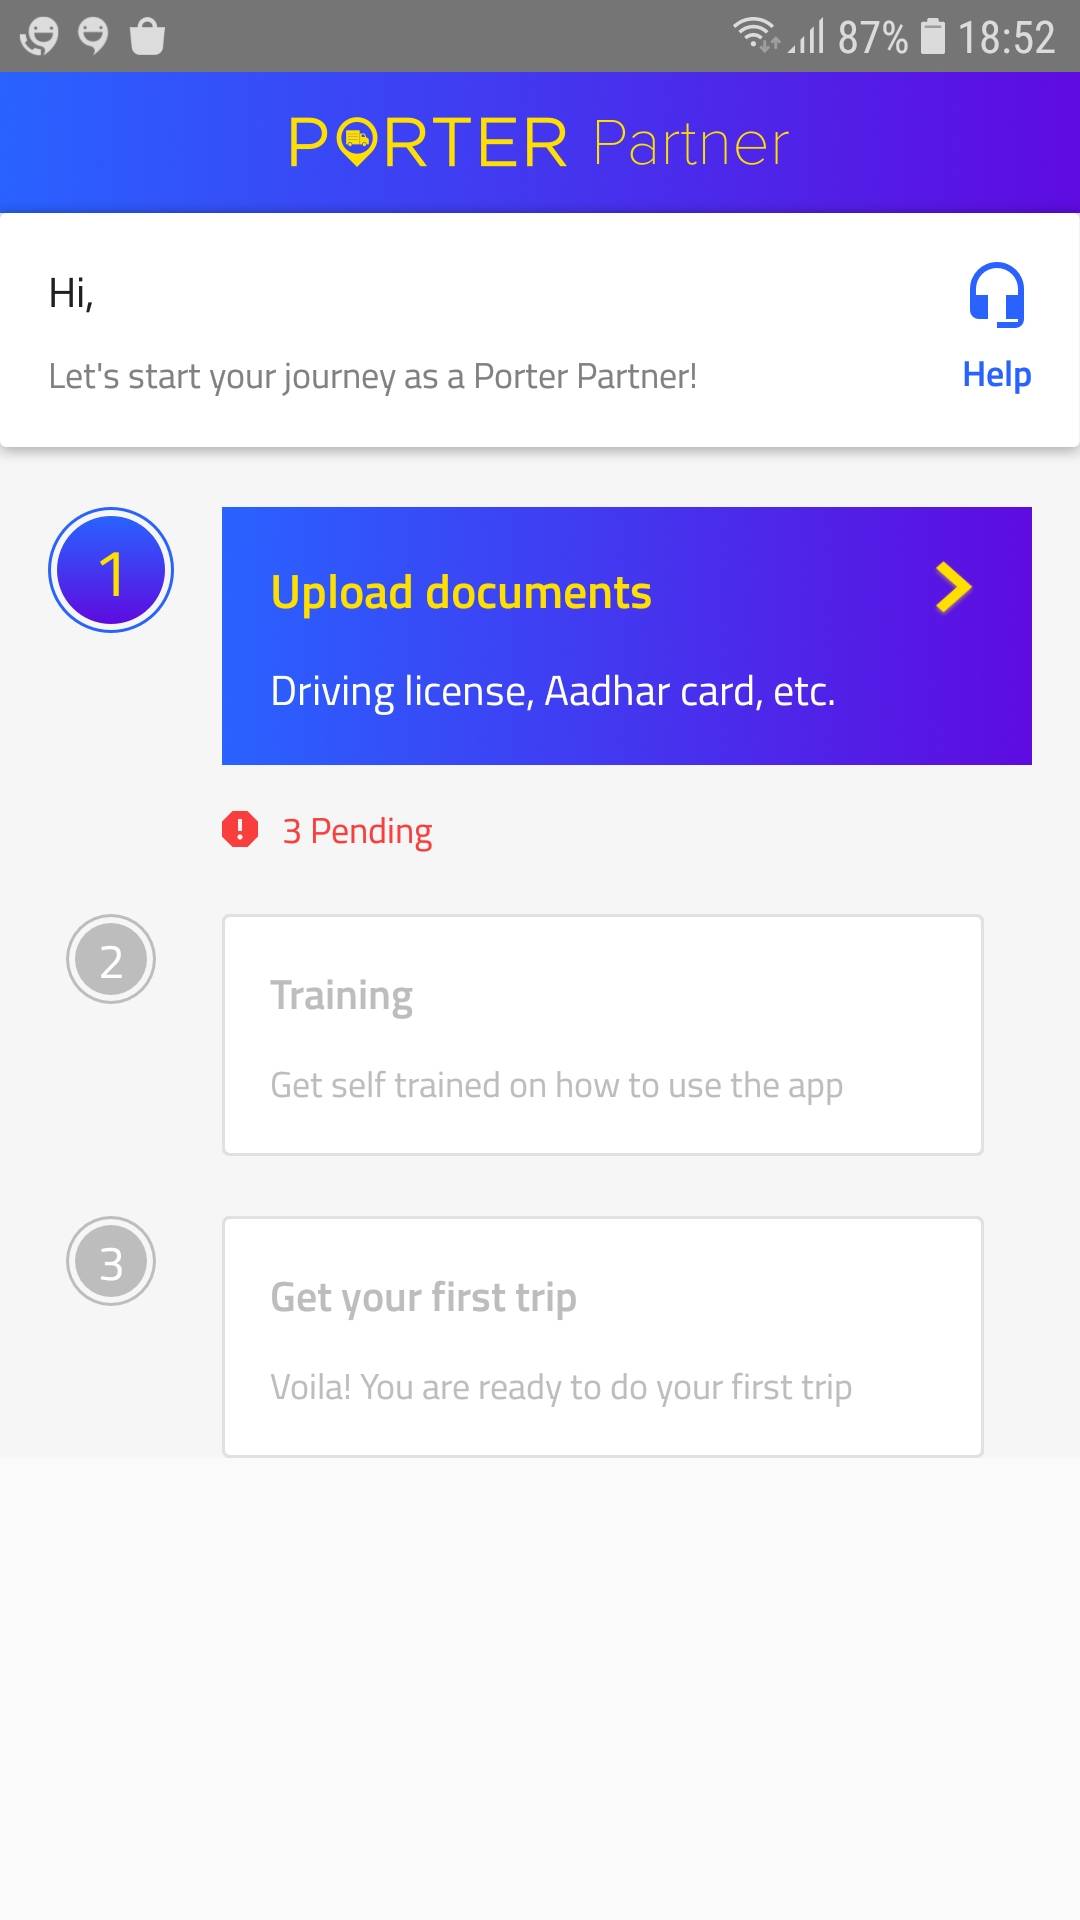 87% 18:52
PORTER Partner
Hi,
Let's start your journey as a Porter Partner!
Help
1
Upload documents
Driving license, Aadhar card, etc.
3 Pending
2
Training
Get self trained on how to use the app
3
Get your first trip
Voila! You are ready to do your first trip